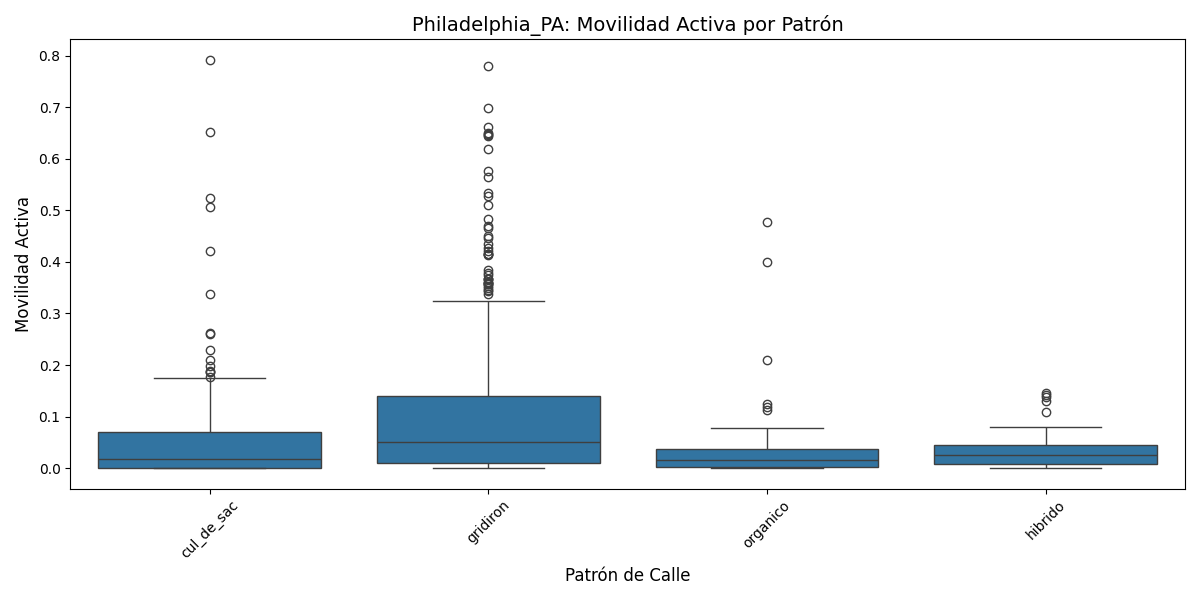 Philadelphia_PA: Movilidad Activa por Patrón
Movilidad Activa
0.8
0.7
0.6
0.5
0.4
0.3
0.2
0.1
0.0
cul_de_sac
gridiron
organico
hibrido
Patrón de Calle